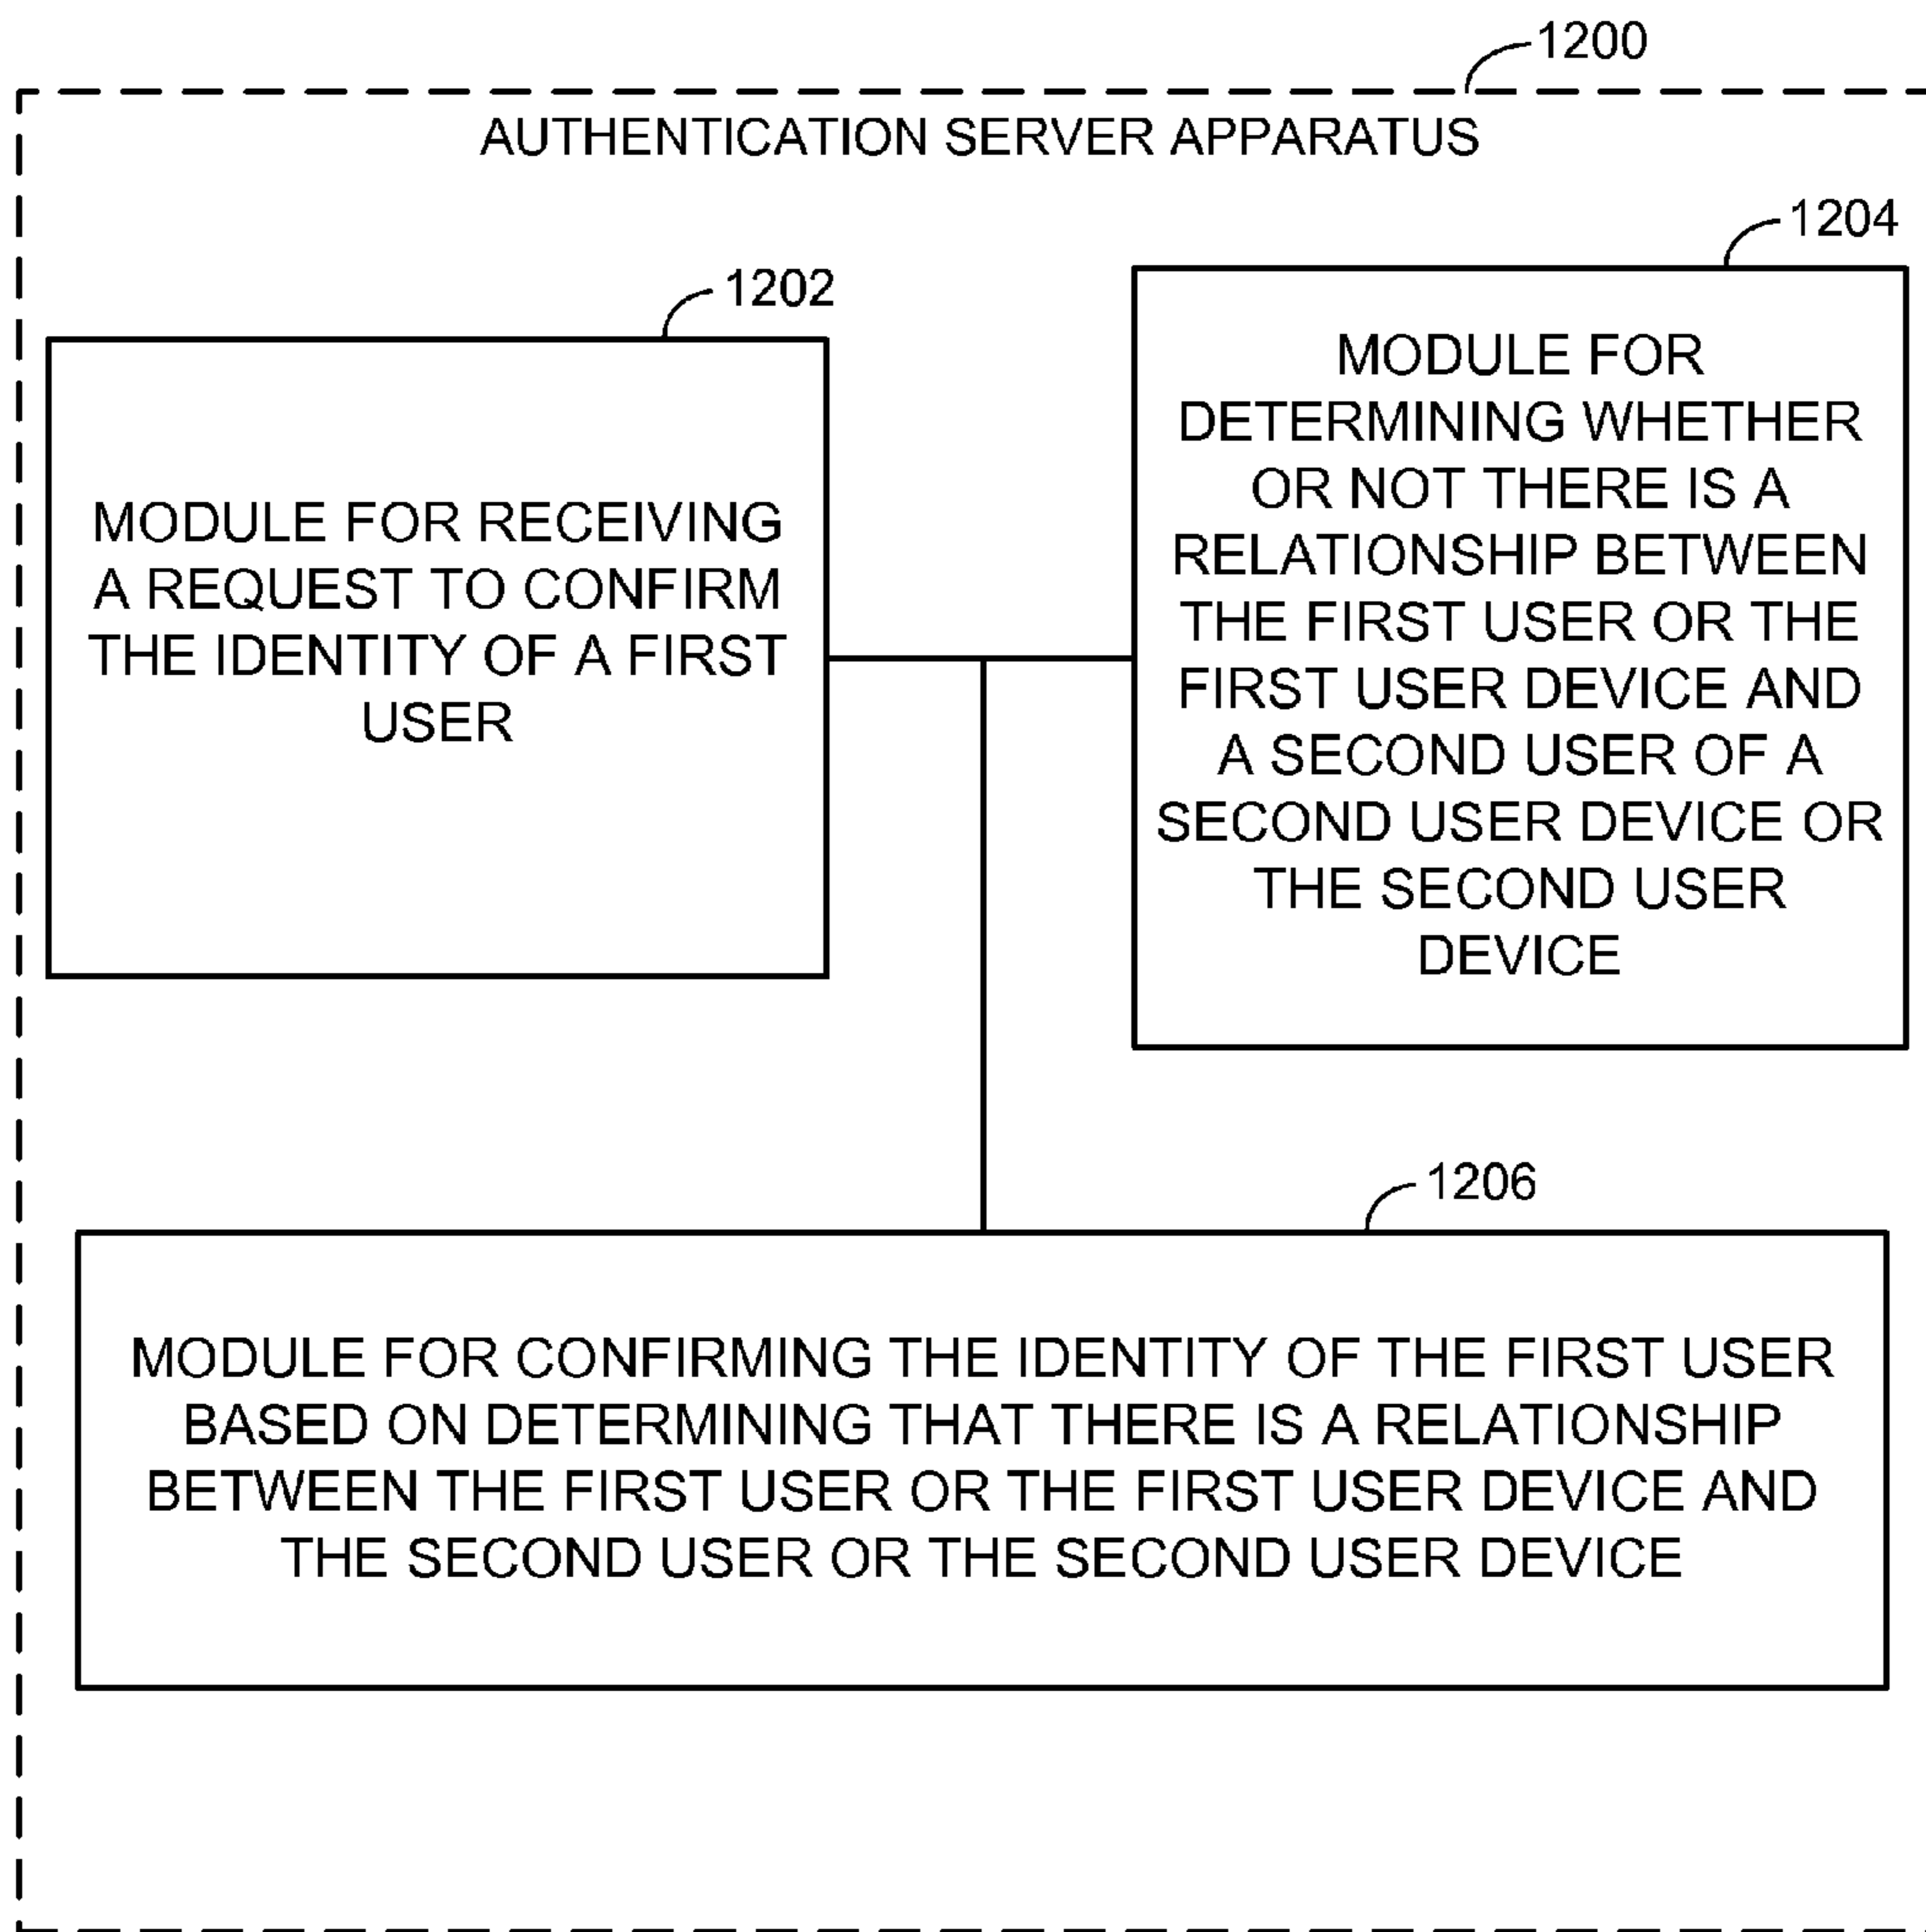 1200
AUTHENTICATION SERVER APPARATUS
1204
1202
MODULE FOR
DETERMINING WHETHER
OR NOT THERE IS A
RELATIONSHIP BETWEEN
THE FIRST USER OR THE
FIRST USER DEVICE AND
A SECOND USER OF A
SECOND USER DEVICE OR
THE SECOND USER
DEVICE
MODULE FOR RECEIVING
A REQUEST TO CONFIRM
THE IDENTITY OF A FIRST
USER
1206
MODULE FOR CONFIRMING THE IDENTITY OF THE FIRST USER
BASED ON DETERMINING THAT THERE IS A RELATIONSHIP
BETWEEN THE FIRST USER OR THE FIRST USER DEVICE AND
THE SECOND USER OR THE SECOND USER DEVICE